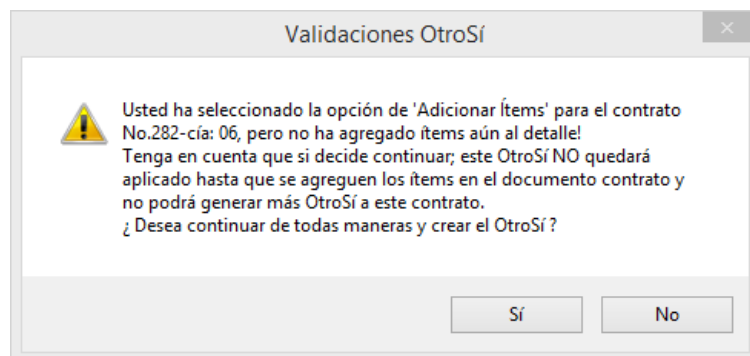 Validaciones OtroSí
Usted ha seleccionado la opción de 'Adicionar Ítems' para el contrato
No.282-cía: 06, pero no ha agregado ítems aún al detalle!
Tenga en cuenta que si decide continuar; este OtroSí NO quedará
aplicado hasta que se agreguen los ítems en el documento contrato y
no podrá generar más OtroSí a este contrato.
¿ Desea continuar de todas maneras y crear el OtroSí ?
Sí
No